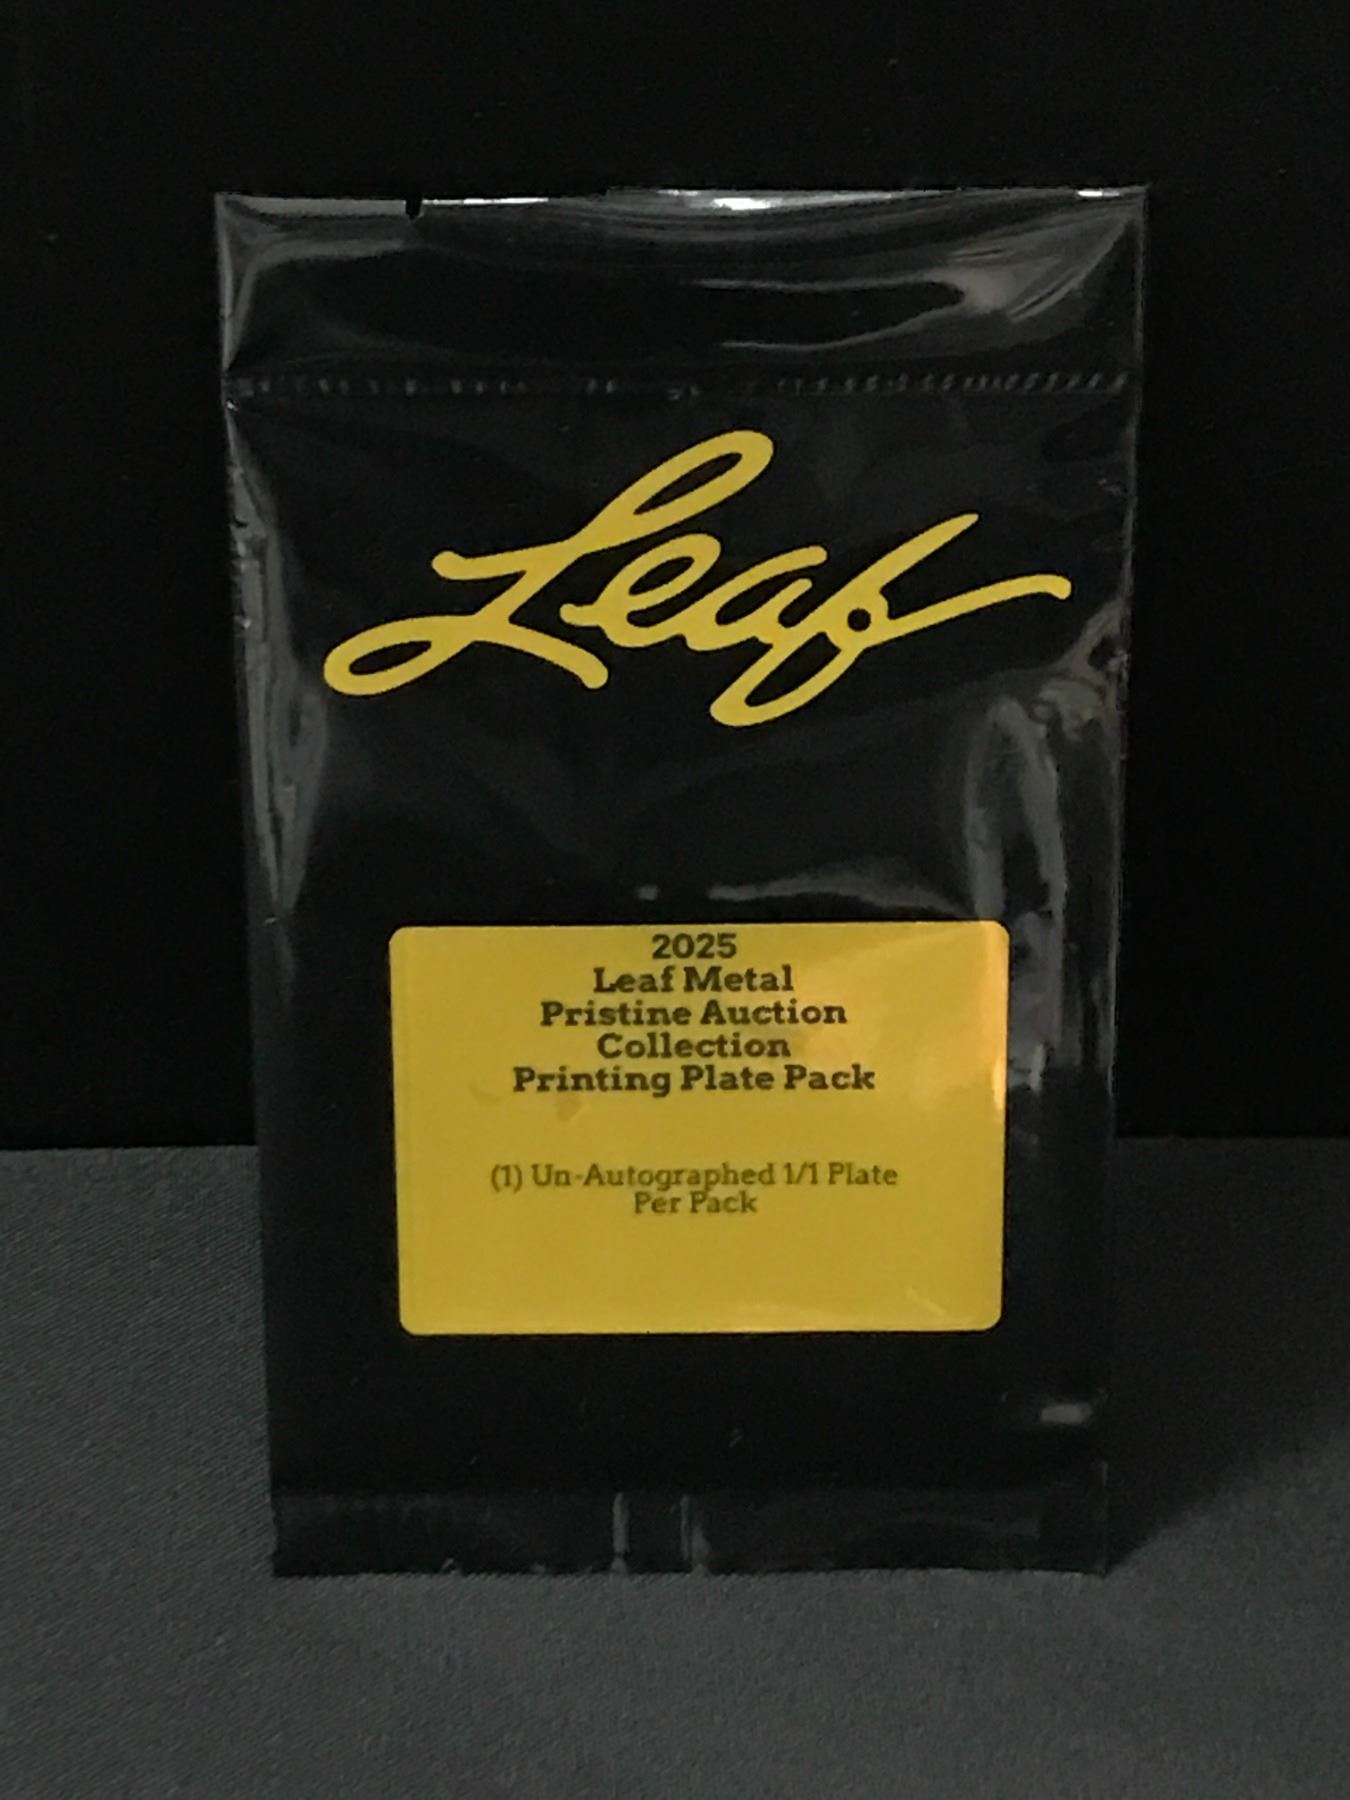 Leaf
2025
Leaf Metal
Pristine Auction
Collection
Printing Plate Pack
(1) Un-Autographed 1/1 Plate
Per Pack